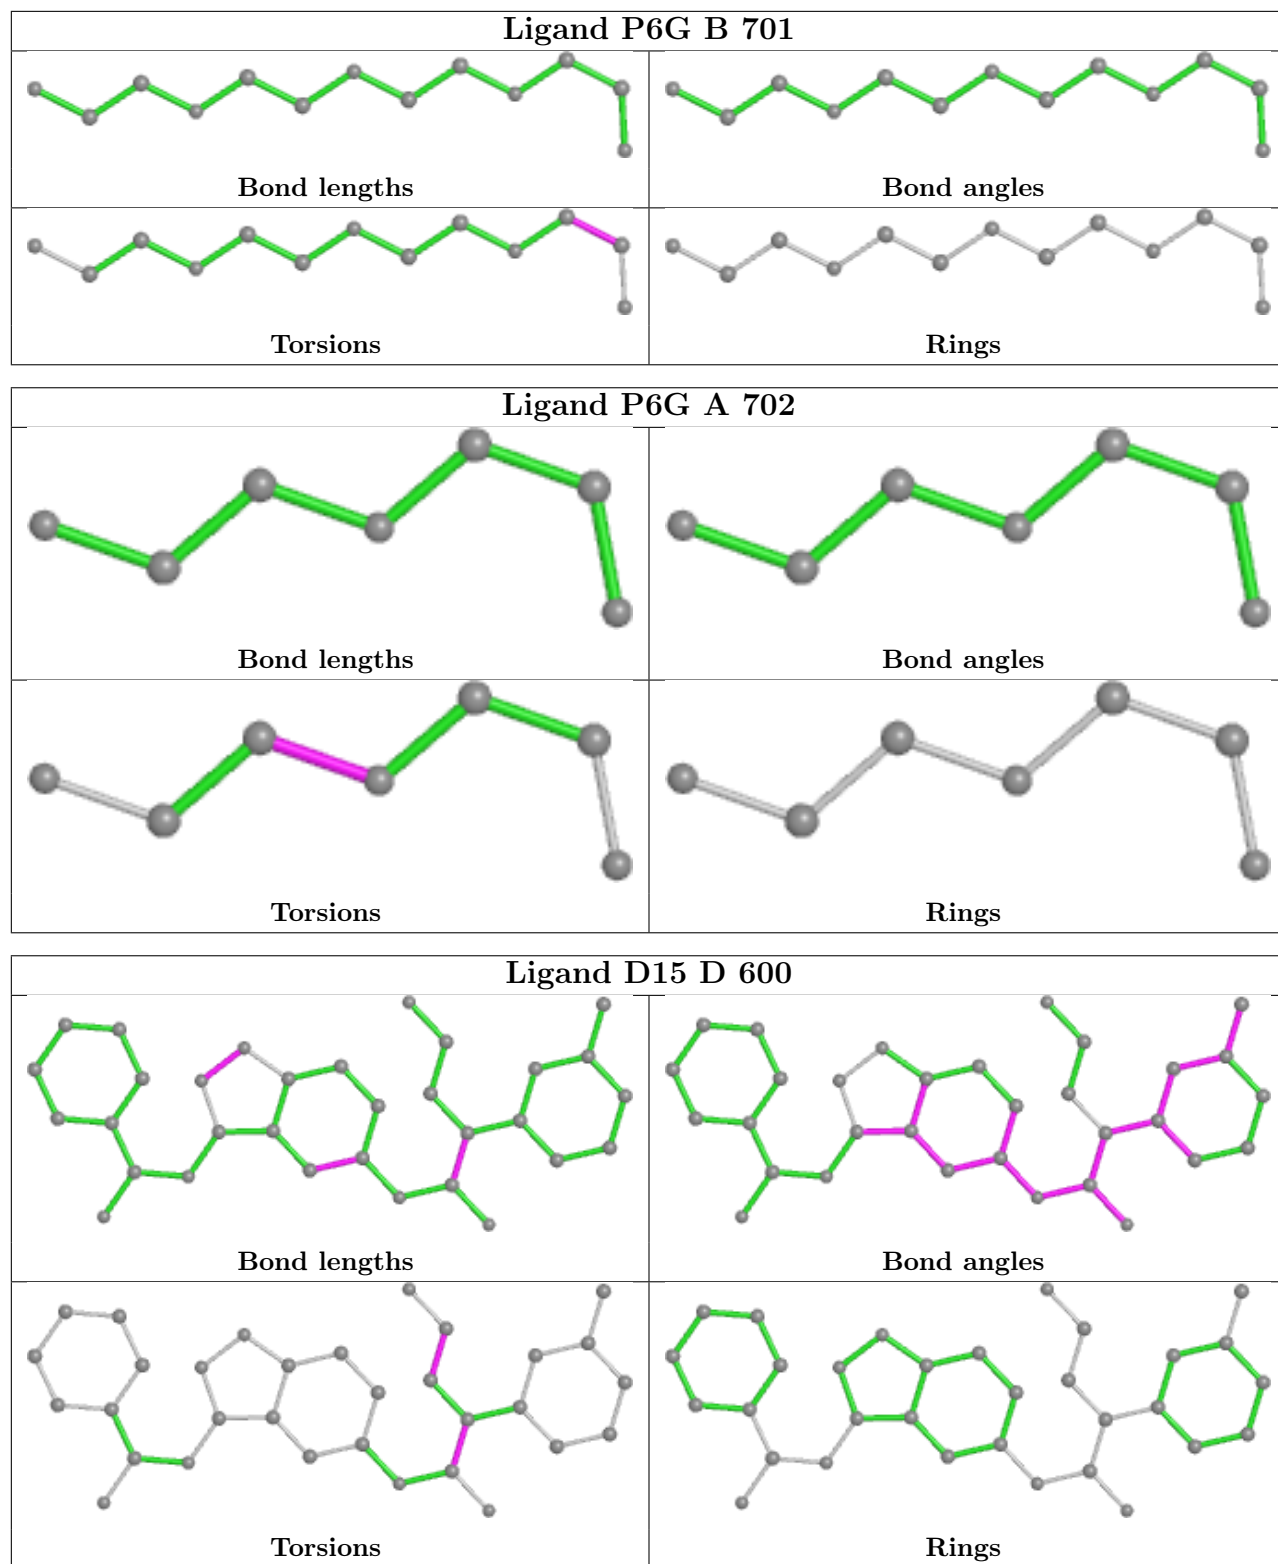 Ligand P6G B 701
Bond lengths
Bond angles
Torsions
Rings
Ligand P6G A 702
Bond lengths
Bond angles
Torsions
Rings
Ligand D15 D 600
Bond lengths
Bond angles
Torsions
Rings